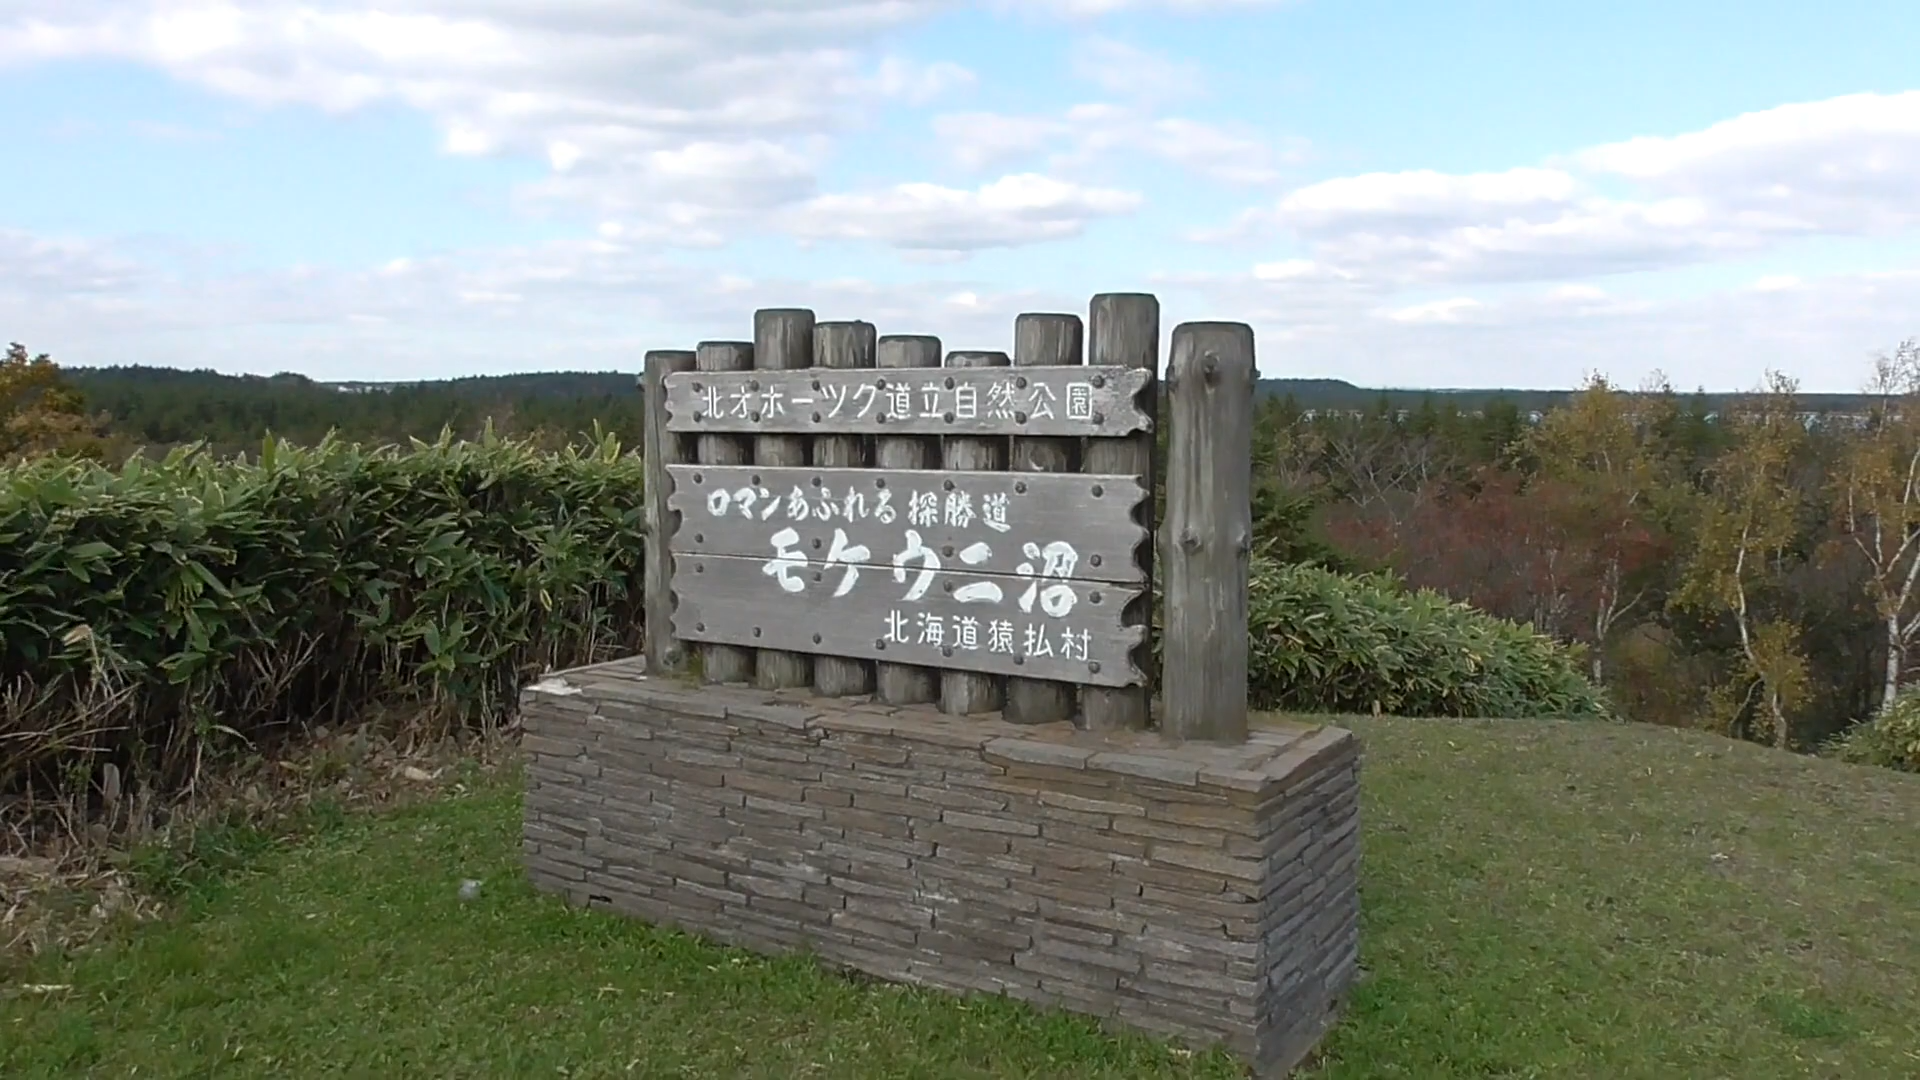 北オホーツク道立自然公園
ロマンあふれる探勝道
モケウニ沼
北海道猿払村